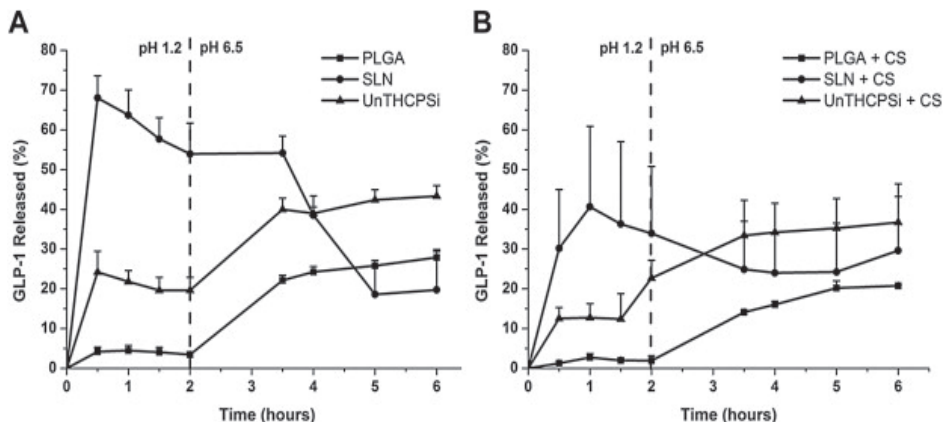 A
pH 1.2
pH 6.5
PLGA
SLN
UnTHCPSi
GLP-1 Released (%)
80
70
60
50
40
30
20
10
0
0 1 2 3 4 5 6
Time (hours)
B
pH 1.2
pH 6.5
PLGA + CS
SLN + CS
UnTHCPSi + CS
GLP-1 Released (%)
80
70
60
50
40
30
20
10
0
0 1 2 3 4 5 6
Time (hours)